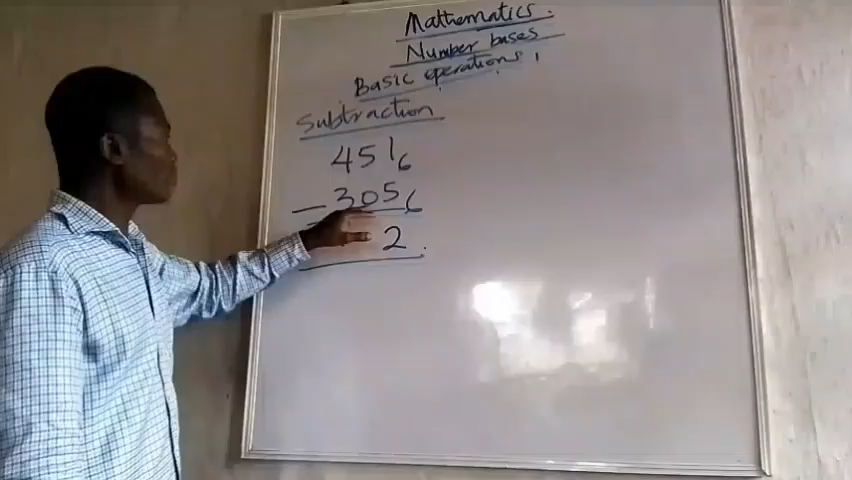 Mathematics.
Number bases
Basic operations,
Subtraction
451₆
— 305₆
2.